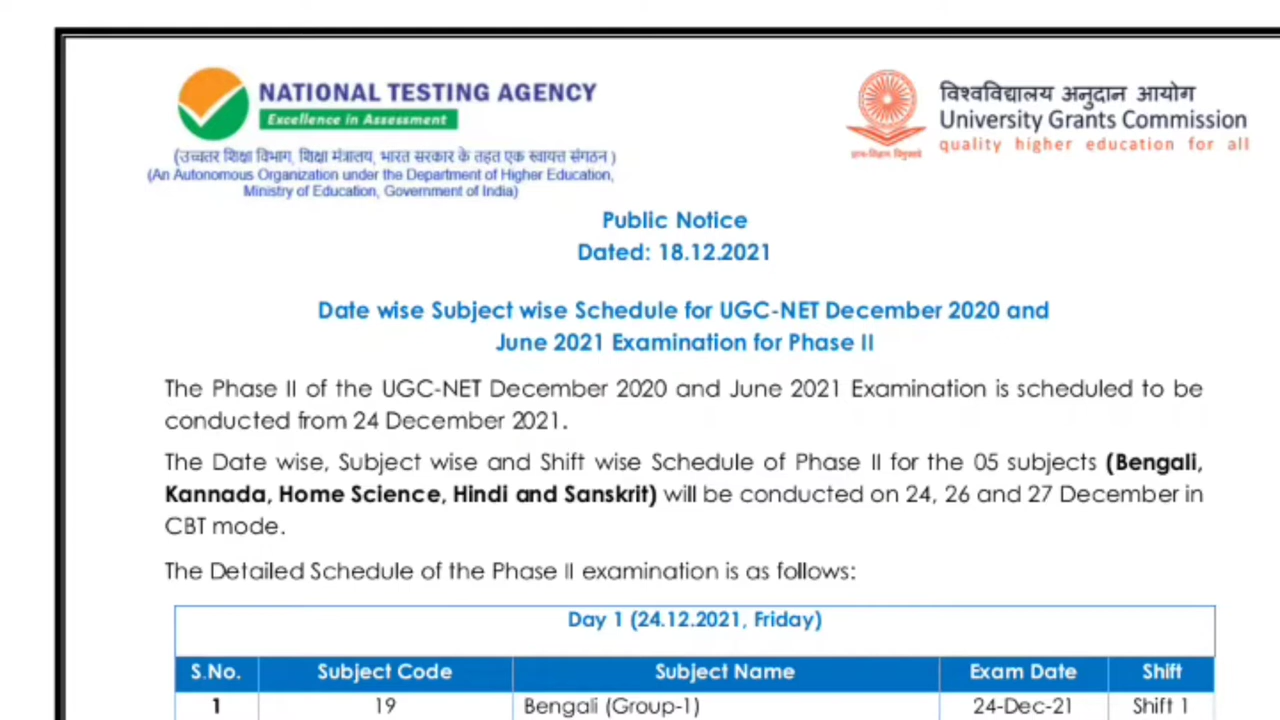 NATIONAL TESTING AGENCY
Excellence in Assessment
(उच्चतर शिक्षा विभाग, शिक्षा मंत्रालय, भारत सरकार के तहत एक स्वायत्त संगठन )
(An Autonomous Organization under the Department of Higher Education,
Ministry of Education, Government of India)
विश्वविद्यालय अनुदान आयोग
University Grants Commission
quality higher education for all
Public Notice
Dated: 18.12.2021
Date wise Subject wise Schedule for UGC-NET December 2020 and
June 2021 Examination for Phase II
The Phase II of the UGC-NET December 2020 and June 2021 Examination is scheduled to be
conducted from 24 December 2021.
The Date wise, Subject wise and Shift wise Schedule of Phase II for the 05 subjects (Bengali,
Kannada, Home Science, Hindi and Sanskrit) will be conducted on 24, 26 and 27 December in
CBT mode.
The Detailed Schedule of the Phase II examination is as follows:
Day 1 (24.12.2021, Friday)
S.No. Subject Code Subject Name Exam Date Shift
1 19 Bengali (Group-1) 24-Dec-21 Shift 1